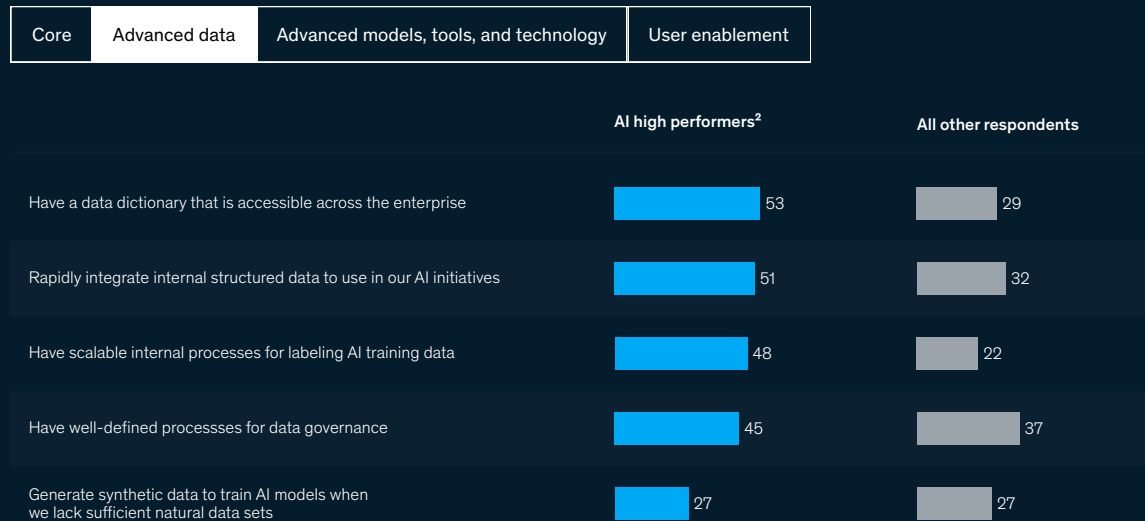 Core
Advanced data
Advanced models, tools, and technology
User enablement
AI high performers²
All other respondents
Have a data dictionary that is accessible across the enterprise
53
29
Rapidly integrate internal structured data to use in our AI initiatives
51
32
Have scalable internal processes for labeling AI training data
48
22
Have well-defined processses for data governance
45
37
Generate synthetic data to train AI models when
we lack sufficient natural data sets
27
27